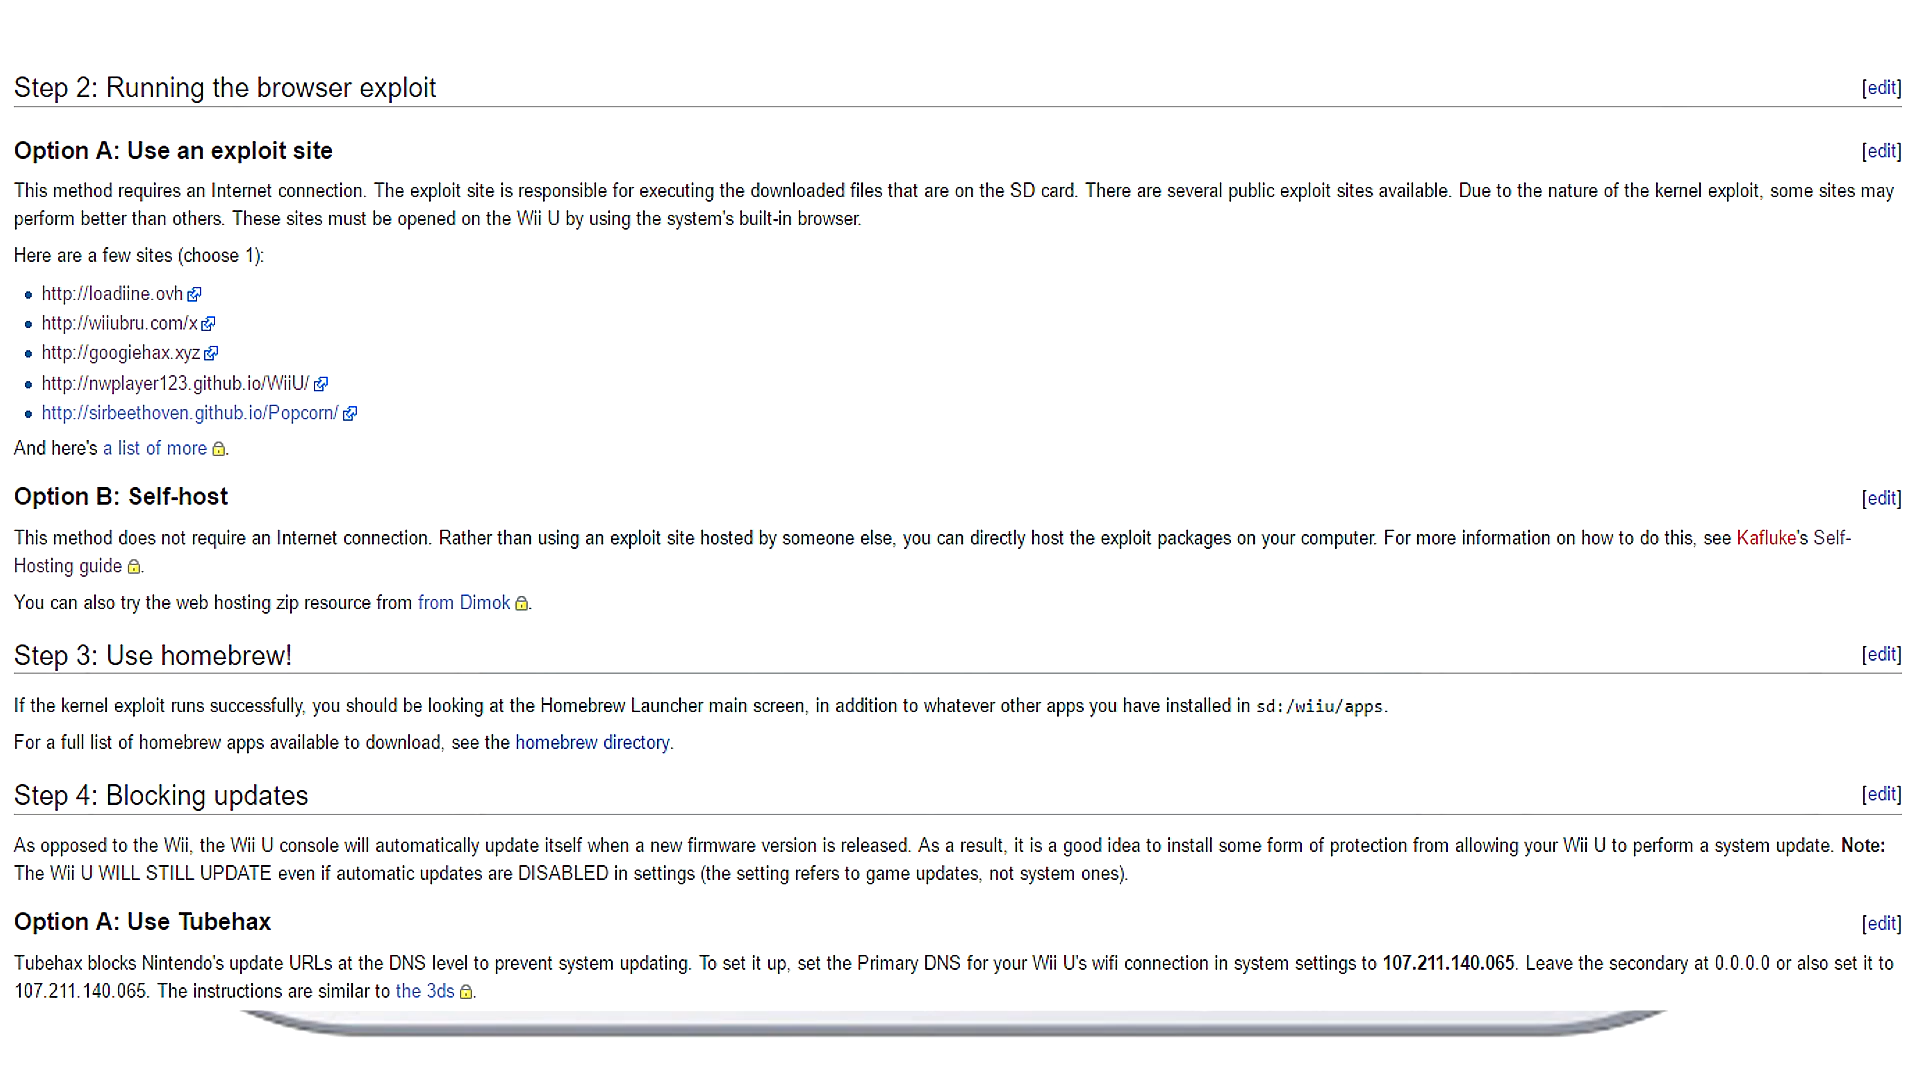 Step 2: Running the browser exploit [edit]
Option A: Use an exploit site [edit]
This method requires an Internet connection. The exploit site is responsible for executing the downloaded files that are on the SD card. There are several public exploit sites available. Due to the nature of the kernel exploit, some sites may
perform better than others. These sites must be opened on the Wii U by using the system's built-in browser.
Here are a few sites (choose 1):
http://loadiine.ovh
http://wiiubru.com/x
http://googiehax.xyz
http://nwplayer123.github.io/WiiU/
http://sirbeethoven.github.io/Popcorn/
And here's a list of more.
Option B: Self-host [edit]
This method does not require an Internet connection. Rather than using an exploit site hosted by someone else, you can directly host the exploit packages on your computer. For more information on how to do this, see Kafluke's Self-
Hosting guide.
You can also try the web hosting zip resource from from Dimok.
Step 3: Use homebrew! [edit]
If the kernel exploit runs successfully, you should be looking at the Homebrew Launcher main screen, in addition to whatever other apps you have installed in sd:/wiiu/apps.
For a full list of homebrew apps available to download, see the homebrew directory.
Step 4: Blocking updates [edit]
As opposed to the Wii, the Wii U console will automatically update itself when a new firmware version is released. As a result, it is a good idea to install some form of protection from allowing your Wii U to perform a system update. Note:
The Wii U WILL STILL UPDATE even if automatic updates are DISABLED in settings (the setting refers to game updates, not system ones).
Option A: Use Tubehax [edit]
Tubehax blocks Nintendo's update URLs at the DNS level to prevent system updating. To set it up, set the Primary DNS for your Wii U's wifi connection in system settings to 107.211.140.065. Leave the secondary at 0.0.0.0 or also set it to
107.211.140.065. The instructions are similar to the 3ds.